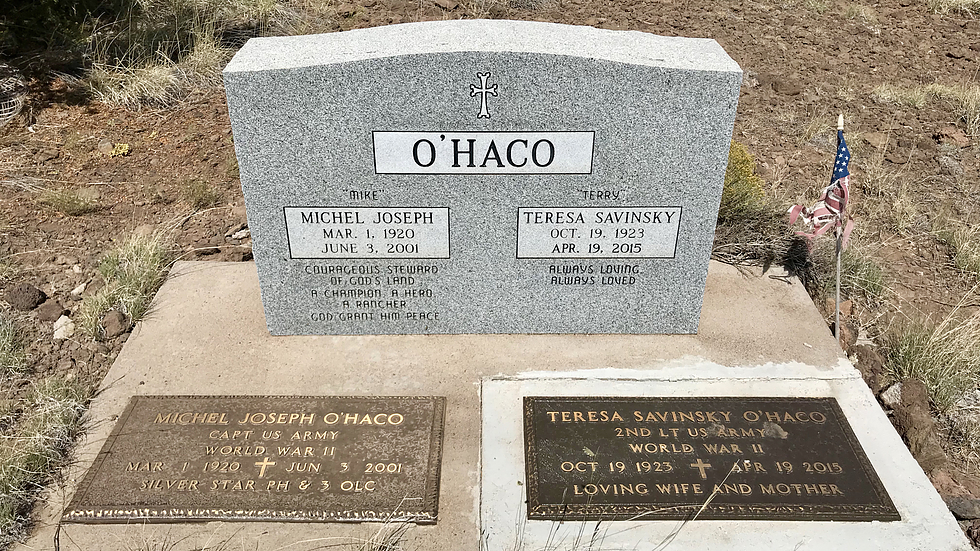 O'HACO
"MIKE"
MICHEL JOSEPH
MAR. 1, 1920
JUNE 3, 2001
COURAGEOUS STEWARD
OF GOD'S LAND
A CHAMPION, A HERO,
A RANCHER
GOD GRANT HIM PEACE
"TERRY"
TERESA SAVINSKY
OCT. 19, 1923
APR. 19, 2015
ALWAYS LOVING,
ALWAYS LOVED
MICHEL JOSEPH O'HACO
CAPT US ARMY
WORLD WAR II
MAR 1 1920 JUN 3 2001
SILVER STAR PH & 3 OLC
TERESA SAVINSKY O'HACO
2ND LT US ARMY
WORLD WAR II
OCT 19 1923 APR 19 2015
LOVING WIFE AND MOTHER